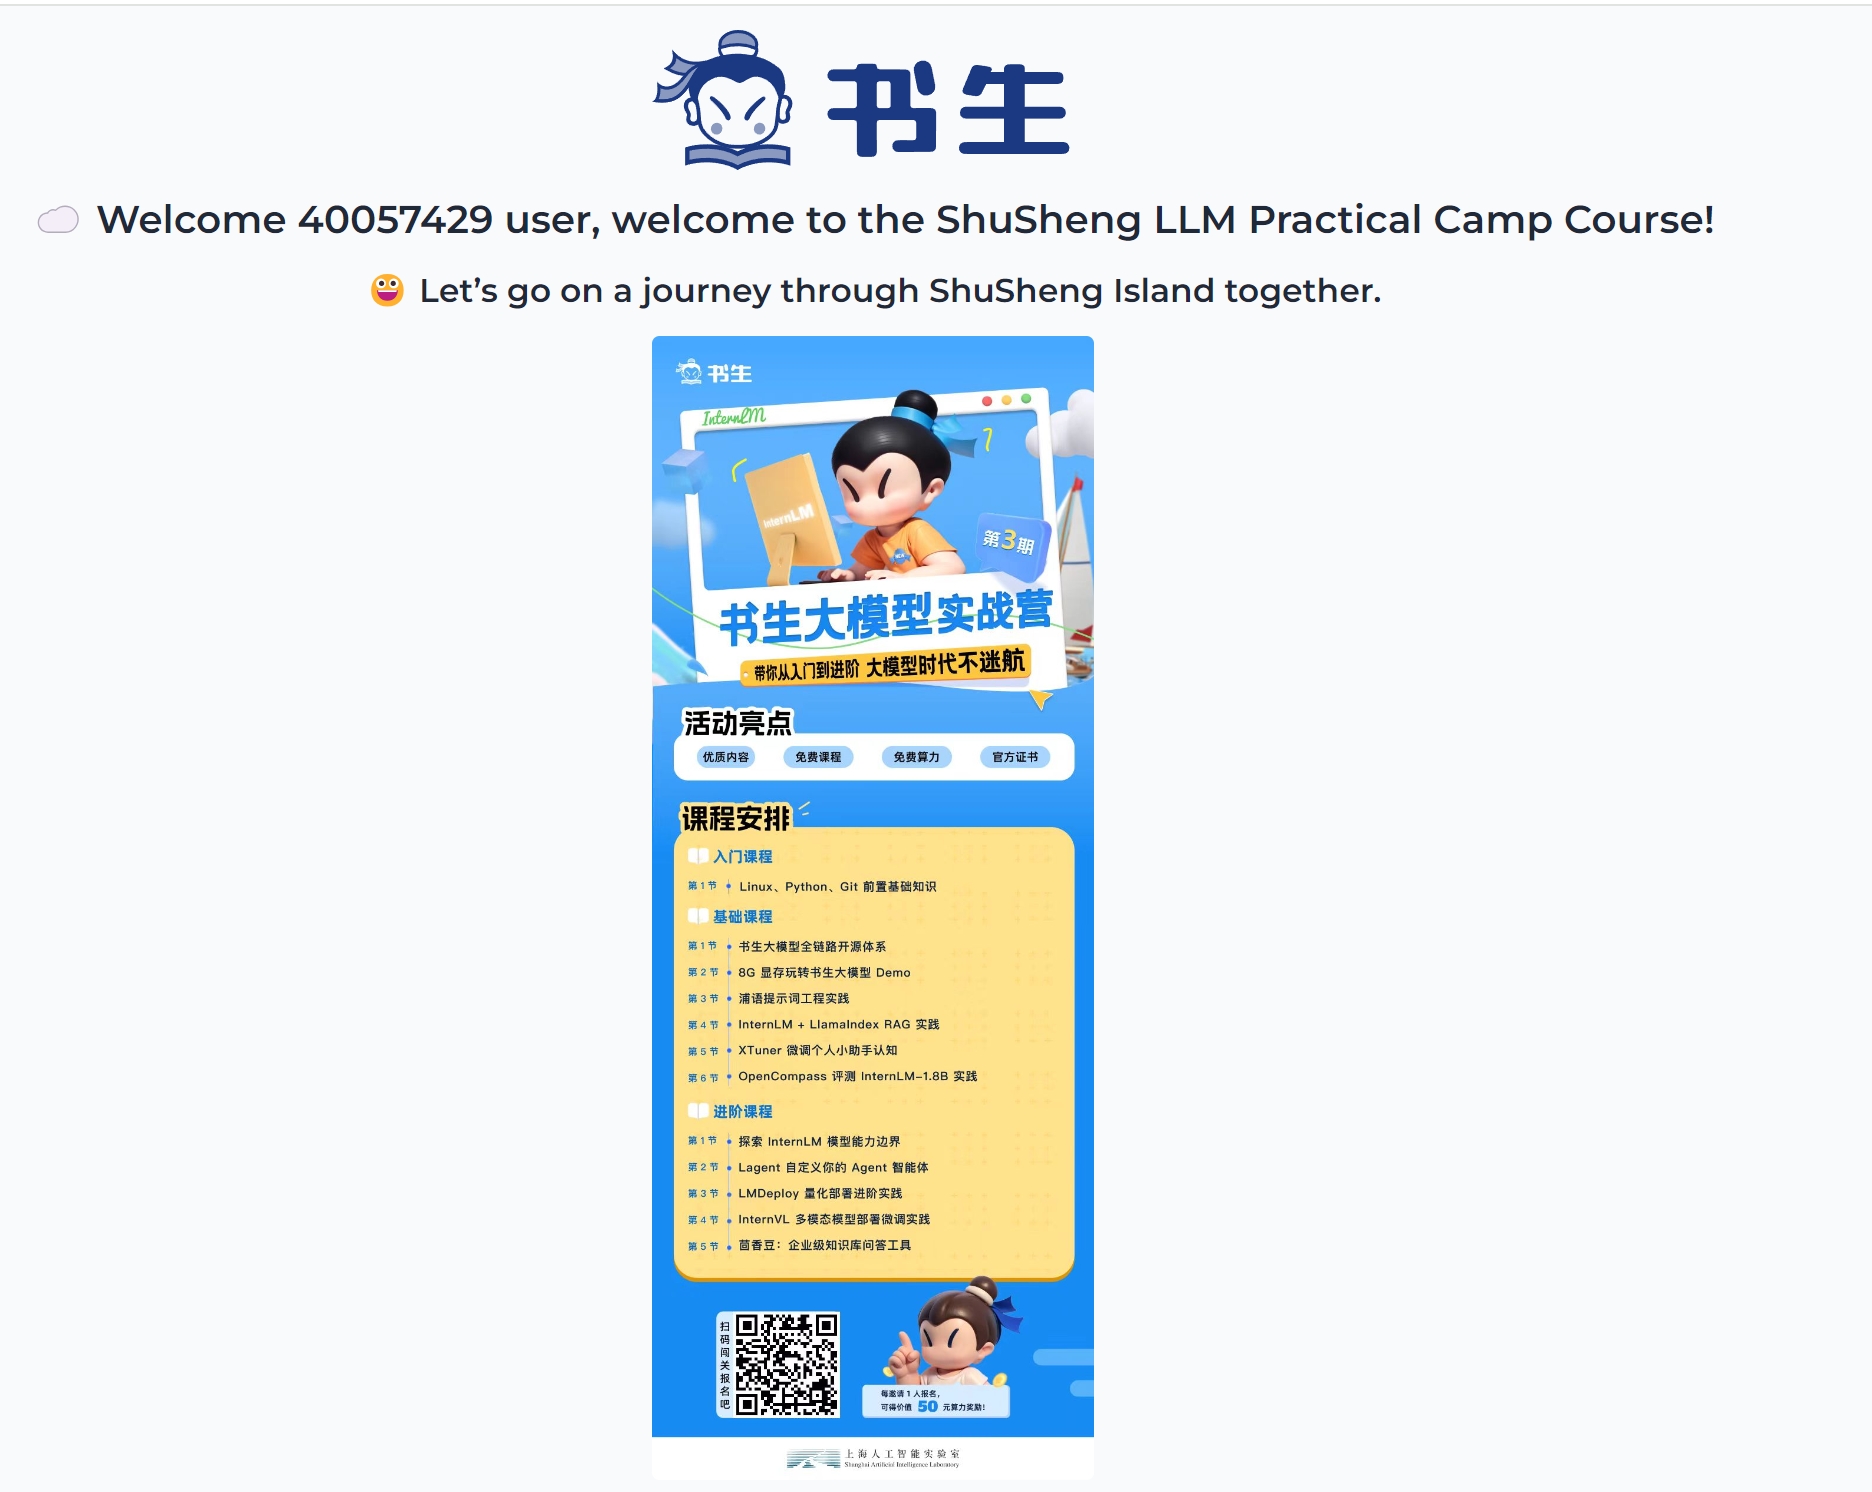 书生
Welcome 40057429 user, welcome to the ShuSheng LLM Practical Camp Course!
Let’s go on a journey through ShuSheng Island together.
书生
InternLM
InternLM
第3期
书生大模型实战营
带你从入门到进阶 大模型时代不迷航
活动亮点
优质内容 免费课程 免费算力 官方证书
课程安排
入门课程
第1节 Linux、Python、Git 前置基础知识
基础课程
第1节 书生大模型全链路开源体系
第2节 8G 显存玩转书生大模型 Demo
第3节 浦语提示词工程实践
第4节 InternLM + LlamaIndex RAG 实践
第5节 XTuner 微调个人小助手认知
第6节 OpenCompass 评测 InternLM-1.8B 实践
进阶课程
第1节 探索 InternLM 模型能力边界
第2节 Lagent 自定义你的 Agent 智能体
第3节 LMDeploy 量化部署进阶实践
第4节 InternVL 多模态模型部署微调实践
第5节 茴香豆：企业级知识库问答工具
扫码闯关报名吧
每邀请1人报名，
可得价值 50 元算力奖励！
上海人工智能实验室
Shanghai Artificial Intelligence Laboratory